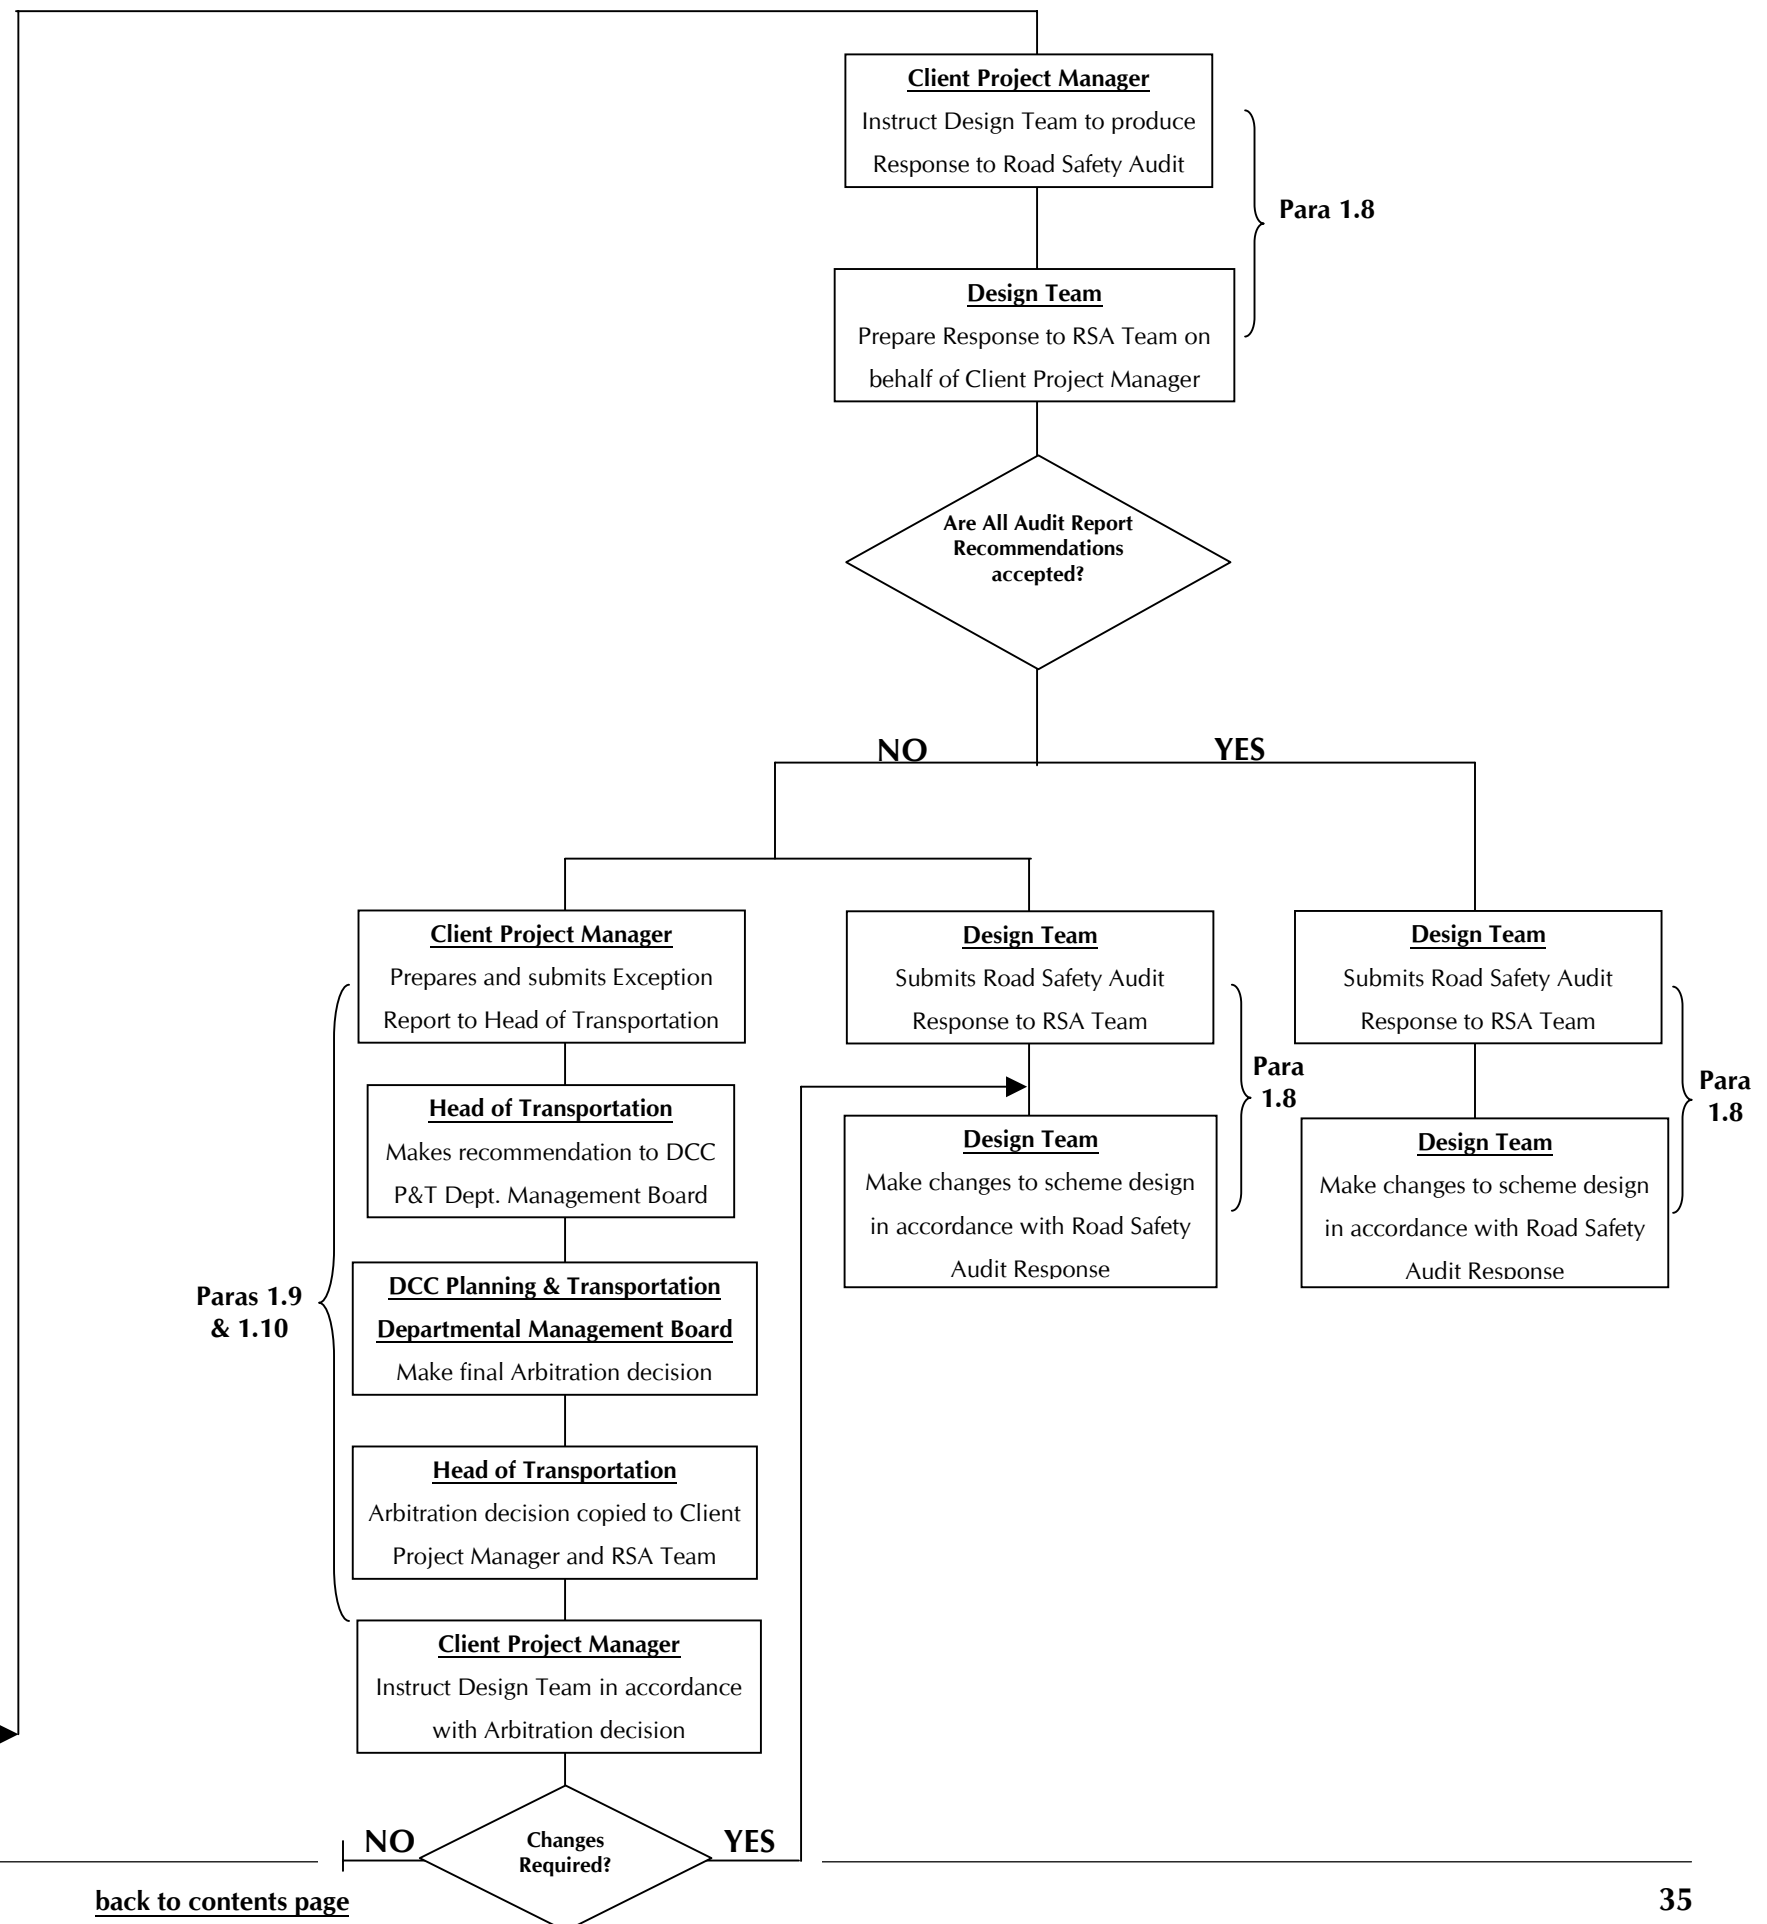 Client Project Manager
Instruct Design Team to produce
Response to Road Safety Audit
Para 1.8
Design Team
Prepare Response to RSA Team on
behalf of Client Project Manager
Are All Audit Report
Recommendations
accepted?
NO
YES
Client Project Manager
Prepares and submits Exception
Report to Head of Transportation
Head of Transportation
Makes recommendation to DCC
P&T Dept. Management Board
DCC Planning & Transportation
Departmental Management Board
Make final Arbitration decision
Paras 1.9
& 1.10
Head of Transportation
Arbitration decision copied to Client
Project Manager and RSA Team
Client Project Manager
Instruct Design Team in accordance
with Arbitration decision
NO
Changes
Required?
YES
Design Team
Submits Road Safety Audit
Response to RSA Team
Para
1.8
Design Team
Make changes to scheme design
in accordance with Road Safety
Audit Response
Design Team
Submits Road Safety Audit
Response to RSA Team
Para
1.8
Design Team
Make changes to scheme design
in accordance with Road Safety
Audit Response
back to contents page
35